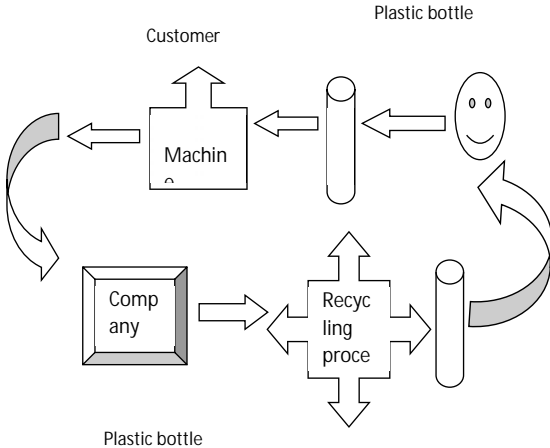 Plastic bottle
Customer
Machin
Comp
any
Recyc
ling
proce
Plastic bottle